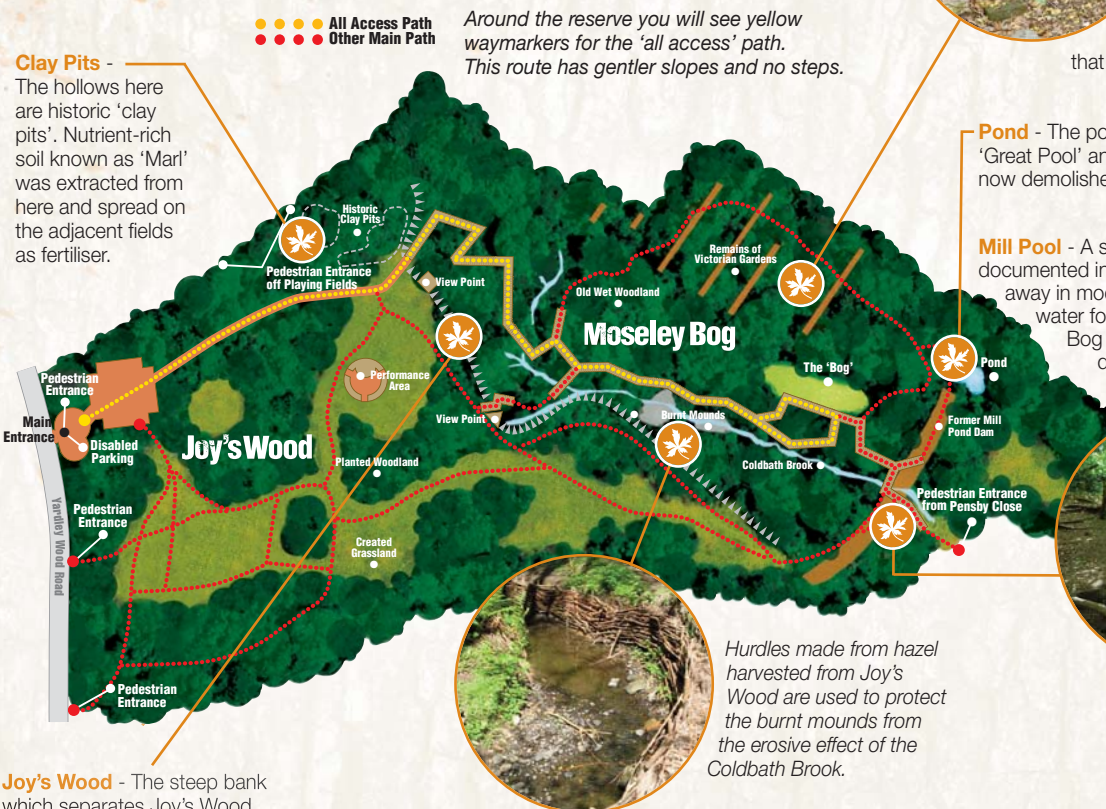 All Access Path
Other Main Path
Around the reserve you will see yellow
waymarkers for the ‘all access’ path.
This route has gentler slopes and no steps.
Clay Pits -
The hollows here
are historic ‘clay
pits’. Nutrient-rich
soil known as ‘Marl’
was extracted from
here and spread on
the adjacent fields
as fertiliser.
that
Pond - The
‘Great Pool’
now
Mill Pool - A
documented
away in
water
Bog
Historic
Clay Pits
Pedestrian Entrance
off Playing Fields
View Point
Remains of
Victorian Gardens
Old Wet Woodland
Moseley Bog
The ‘Bog’
Pond
Performance
Area
View Point
Burnt Mounds
Former Mill
Pond Dam
Coldbath Brook
Pedestrian Entrance
from Pensby Close
Pedestrian
Entrance
Main
Entrance
Disabled
Parking
Joy’s Wood
Planted Woodland
Created
Grassland
Pedestrian
Entrance
Yardley Wood Road
Pedestrian
Entrance
Hurdles made from hazel
harvested from Joy’s
Wood are used to protect
the burnt mounds from
the erosive effect of the
Coldbath Brook.
Joy’s Wood - The steep bank
which separates Joy’s Wood